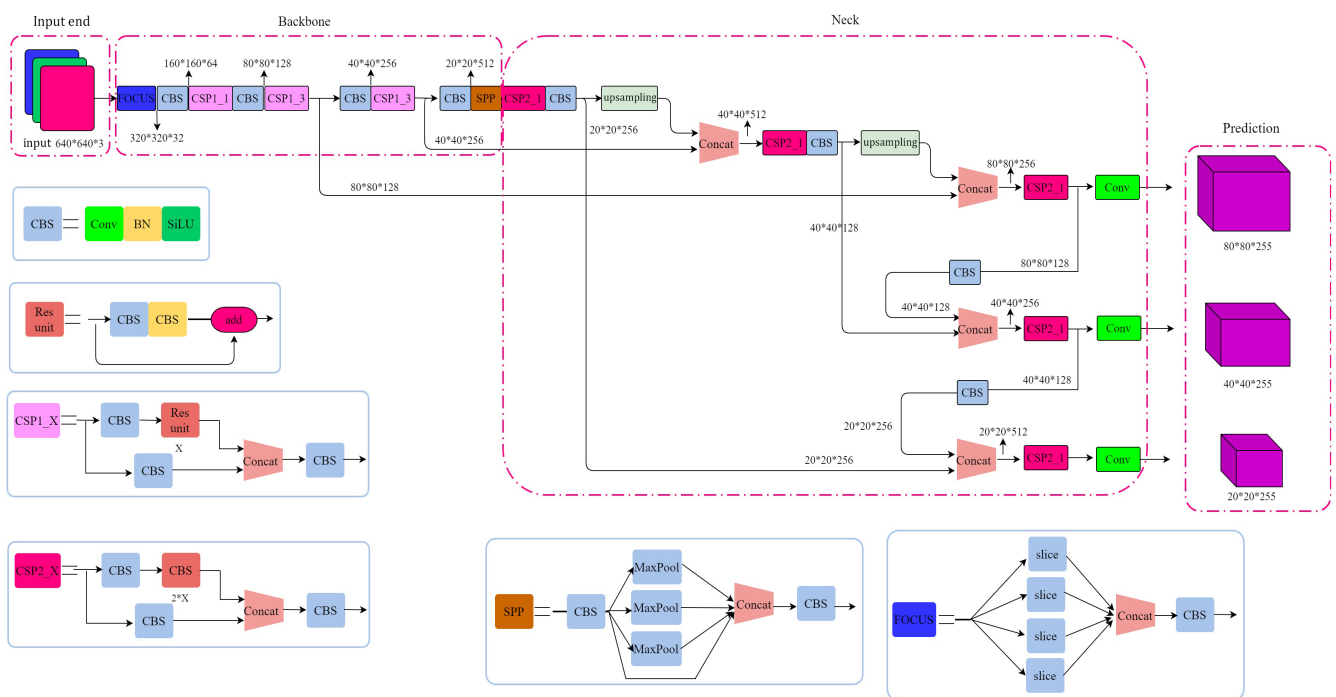 Input end
Backbone
Neck
160*160*64
80*80*128
40*40*256
20*20*512
FOCUS
CBS
CSP1_1
CBS
CSP1_3
CBS
CSP1_3
CBS
SPP
CSP2_1
CBS
upsampling
320*320*32
input 640*640*3
40*40*256
20*20*256
40*40*512
Concat
CSP2_1
CBS
upsampling
Prediction
80*80*128
80*80*256
Concat
CSP2_1
Conv
80*80*255
40*40*128
80*80*128
CBS
40*40*128
40*40*256
Concat
CSP2_1
Conv
40*40*255
40*40*128
CBS
20*20*256
20*20*512
20*20*256
Concat
CSP2_1
Conv
20*20*255
CBS
Conv
BN
SiLU
Res
unit
CBS
CBS
add
CSP1_X
CBS
Res
unit
X
CBS
Concat
CBS
CSP2_X
CBS
CBS
2*X
CBS
Concat
CBS
SPP
CBS
MaxPool
MaxPool
MaxPool
Concat
CBS
FOCUS
slice
slice
slice
slice
Concat
CBS